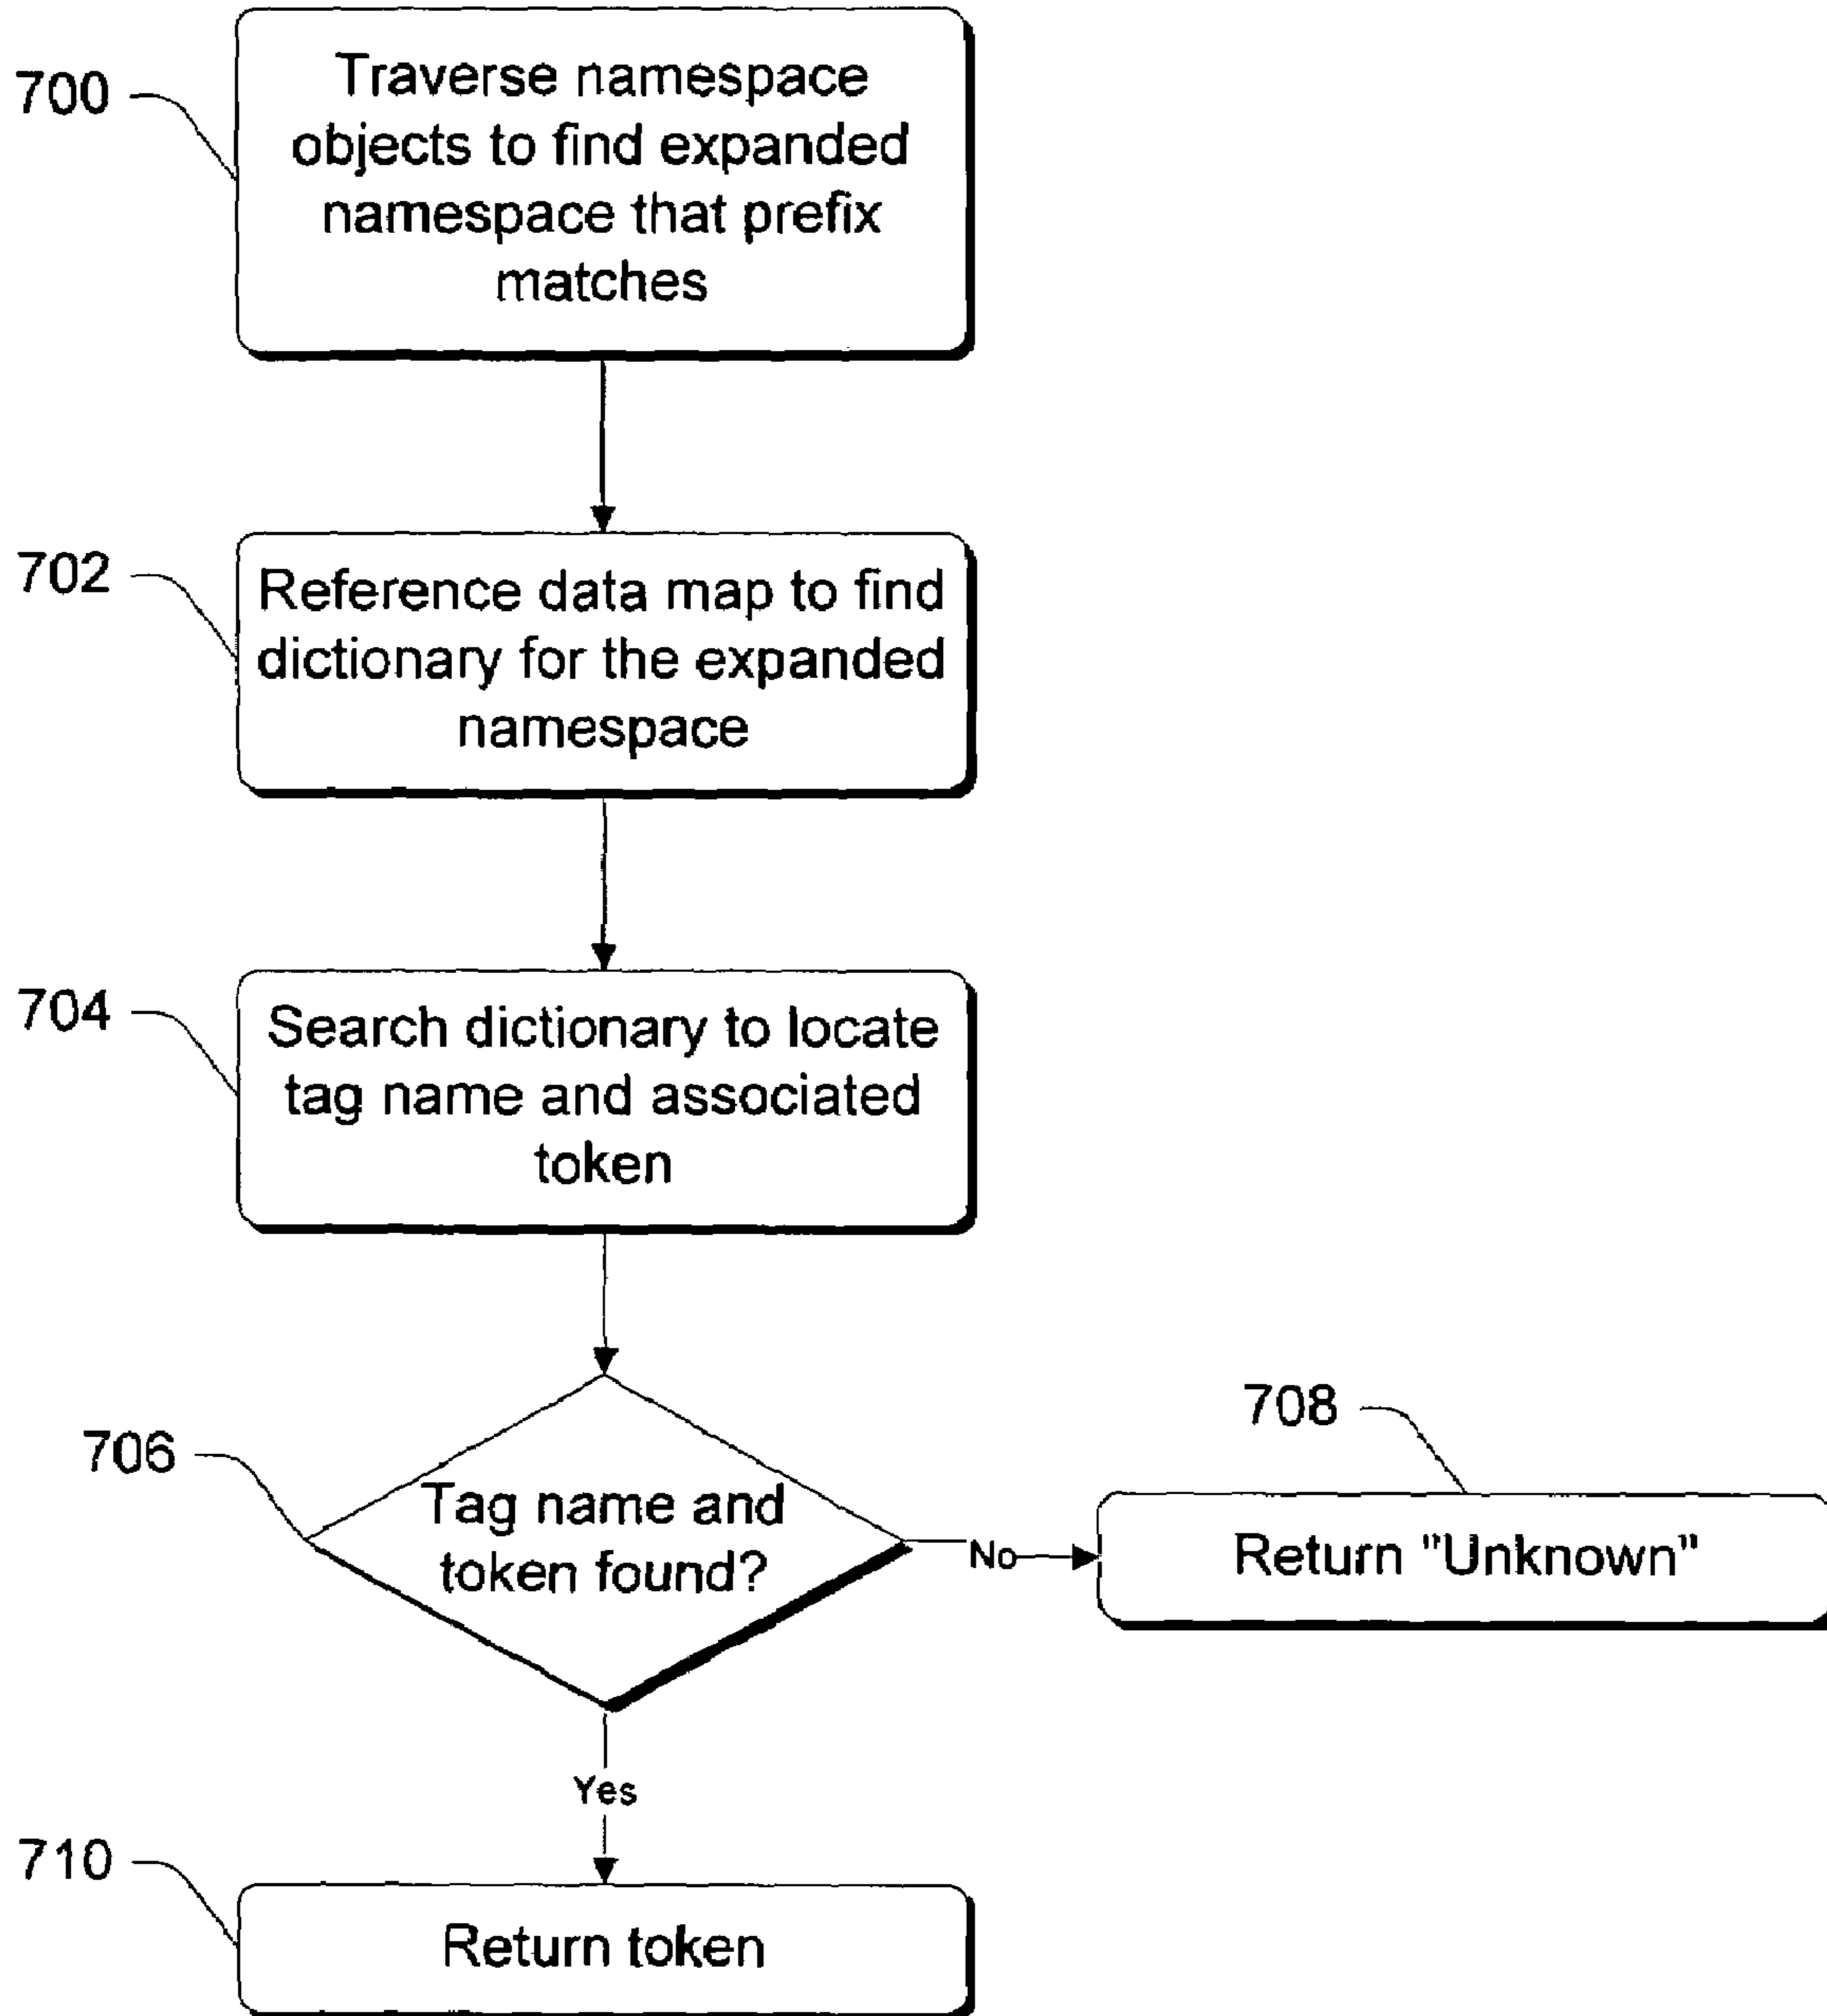 700
Traverse namespace
objects to find expanded
namespace that prefix
matches
702
Reference data map to find
dictionary for the expanded
namespace
704
Search dictionary to locate
tag name and associated
token
706
Tag name and
token found?
No
708
Return "Unknown"
Yes
710
Return token